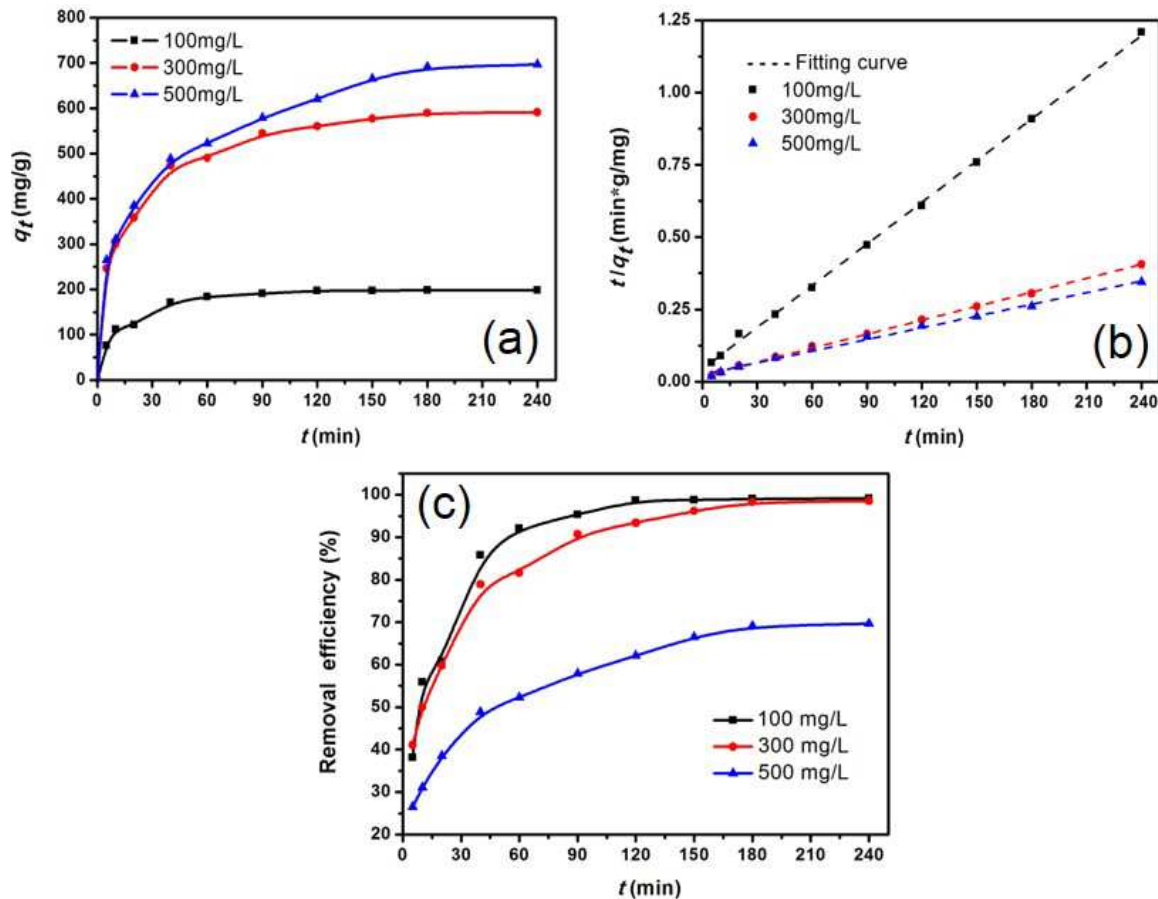 800
700
600
500
400
300
200
100
0
qt (mg/g)
100mg/L
300mg/L
500mg/L
(a)
0 30 60 90 120 150 180 210 240
t (min)
1.25
1.00
0.75
0.50
0.25
0.00
t/qt (min*g/mg)
Fitting curve
100mg/L
300mg/L
500mg/L
(b)
0 30 60 90 120 150 180 210 240
t (min)
100
90
80
70
60
50
40
30
20
Removal efficiency (%)
(c)
100 mg/L
300 mg/L
500 mg/L
0 30 60 90 120 150 180 210 240
t (min)